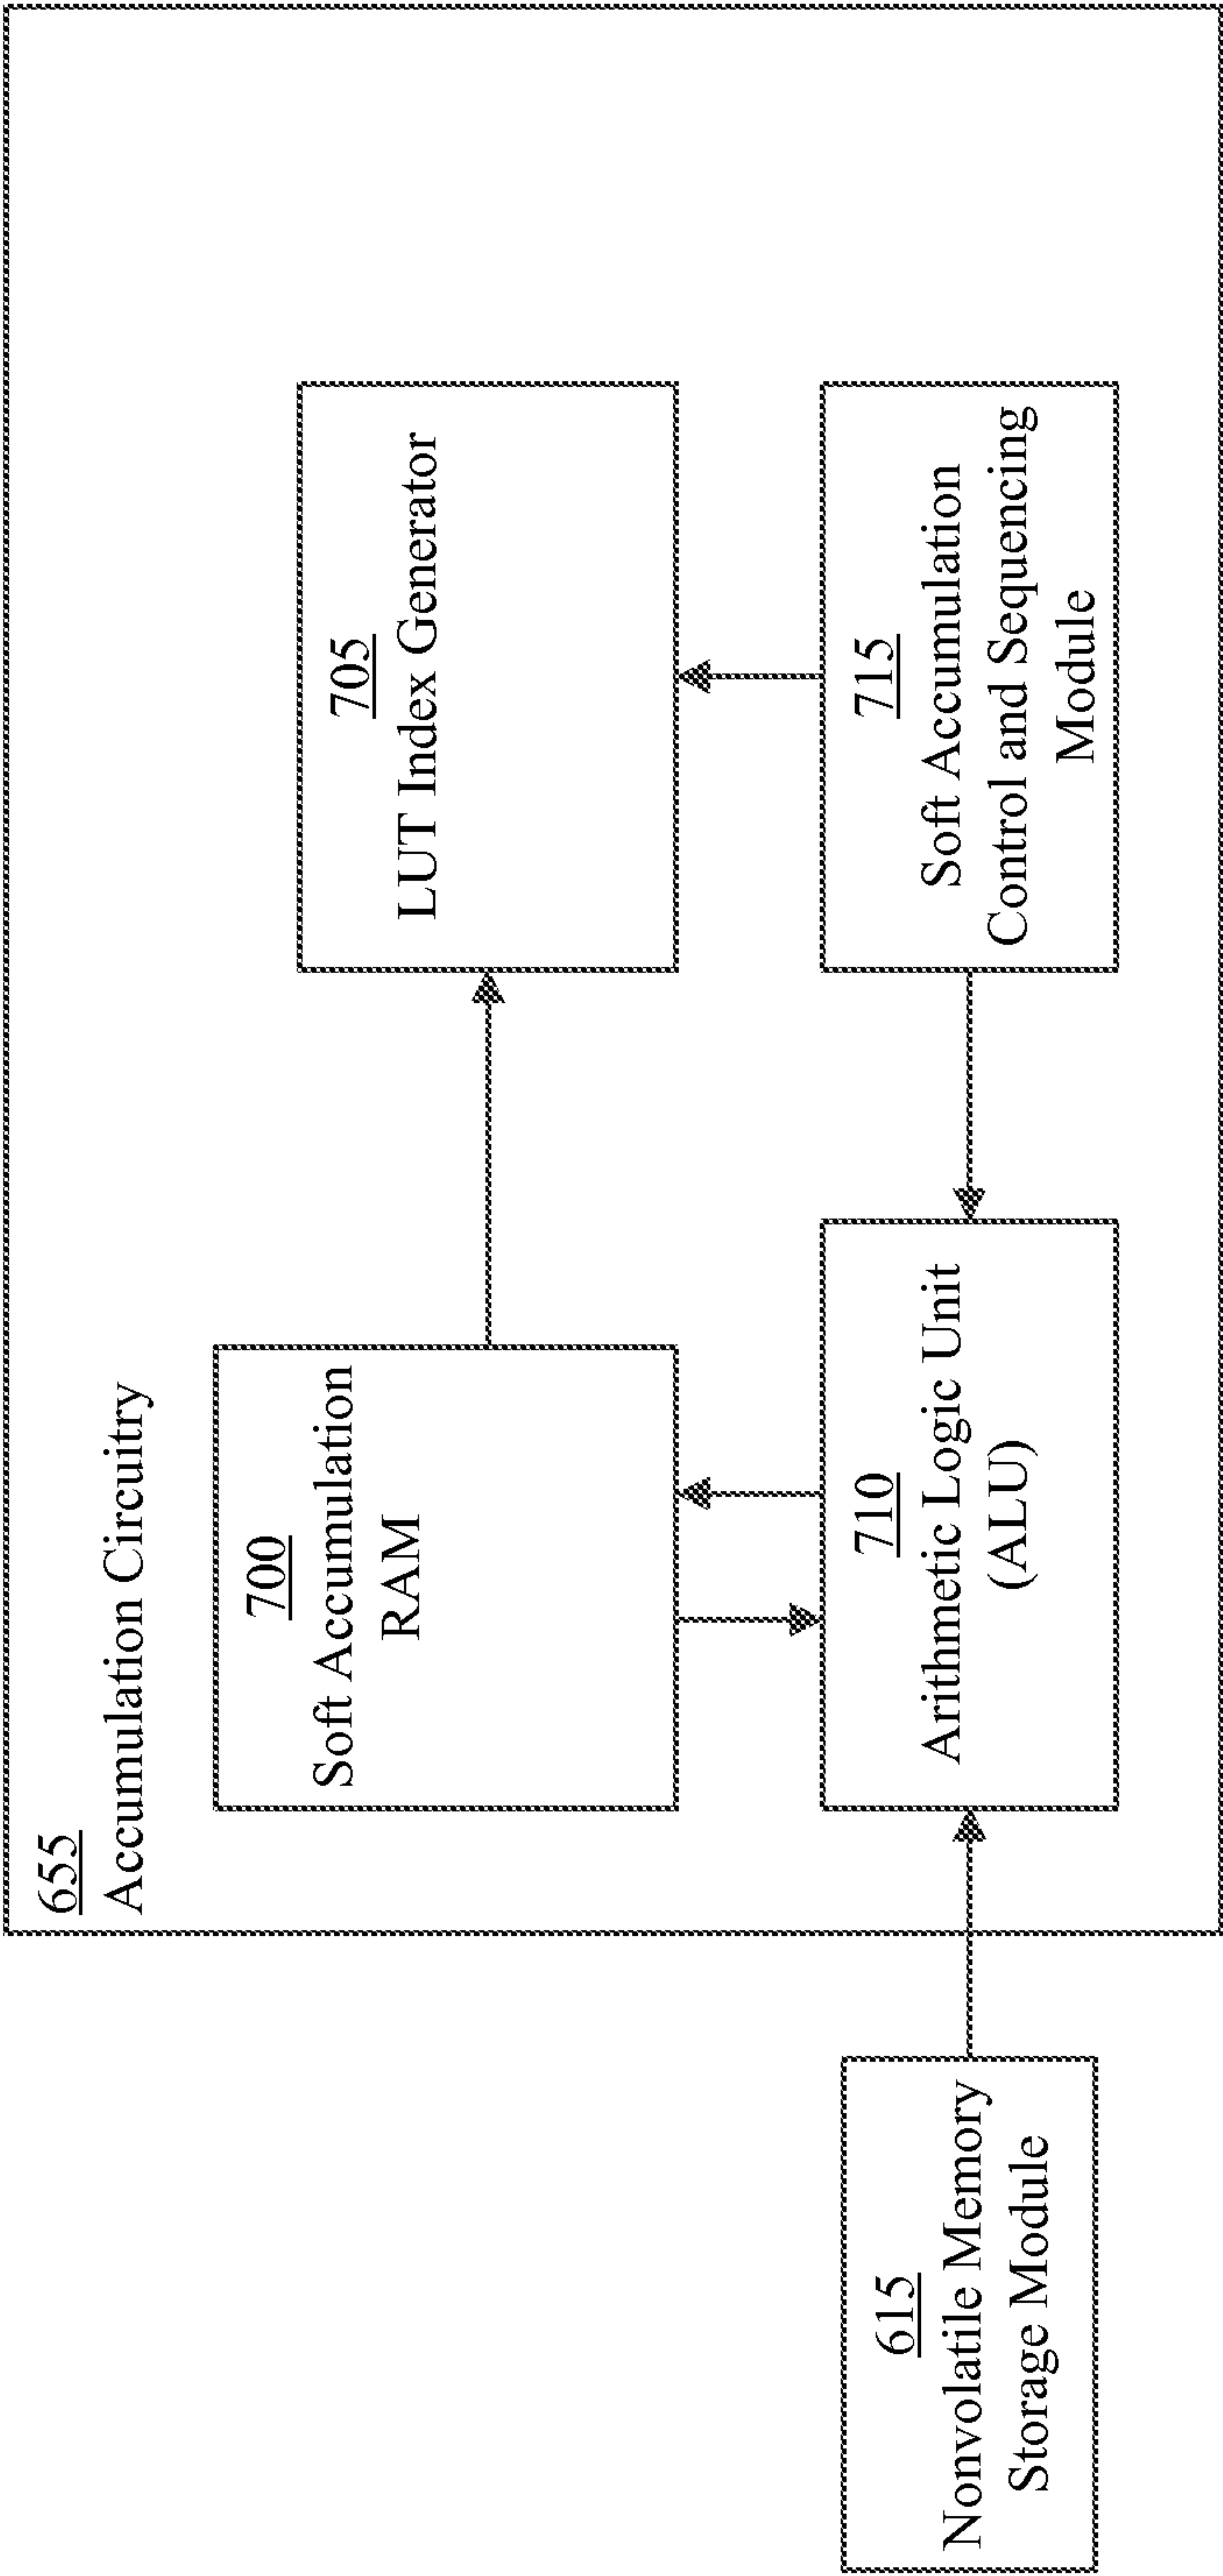 655
Accumulation Circuitry
700
Soft Accumulation
RAM
705
LUT Index Generator
615
Nonvolatile Memory
Storage Module
710
Arithmetic Logic Unit
(ALU)
715
Soft Accumulation
Control and Sequencing
Module